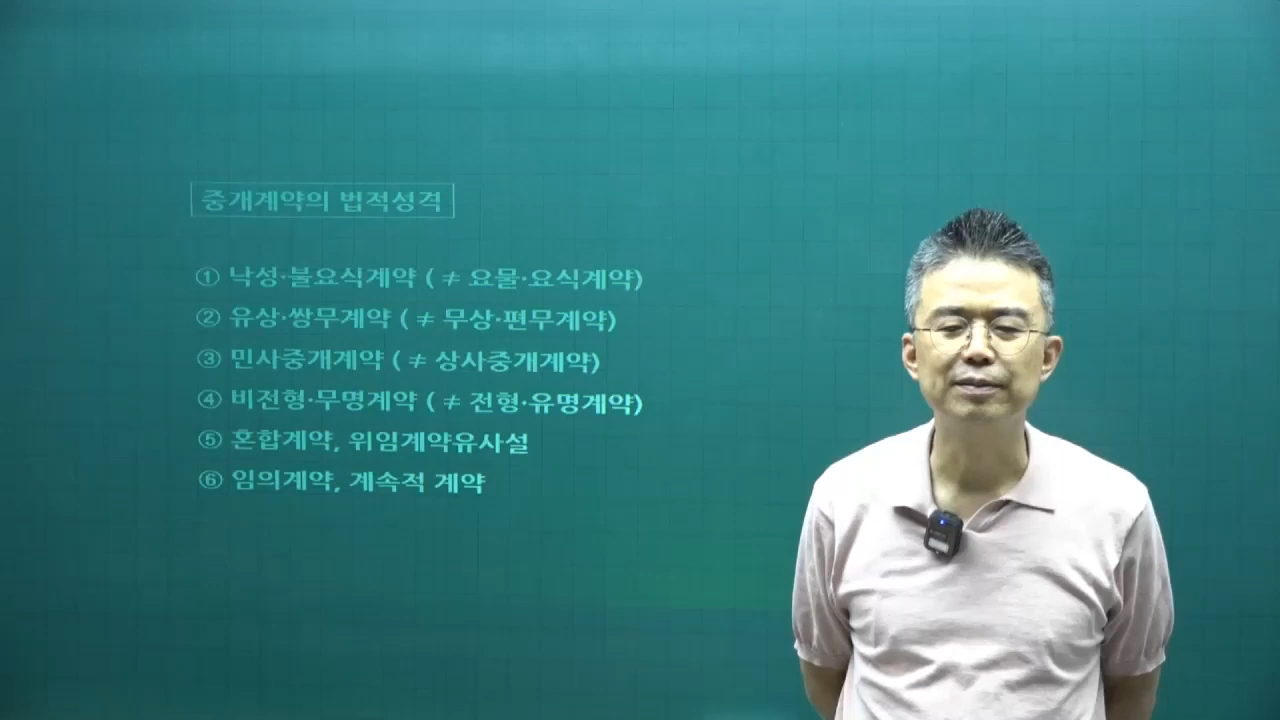 중개계약의 법적성격
① 낙성·불요식계약 ( ≠ 요물·요식계약)
② 유상·쌍무계약 ( ≠ 무상·편무계약)
③ 민사중개계약 ( ≠ 상사중개계약)
④ 비전형·무명계약 ( ≠ 전형·유명계약)
⑤ 혼합계약, 위임계약유사설
⑥ 임의계약, 계속적 계약